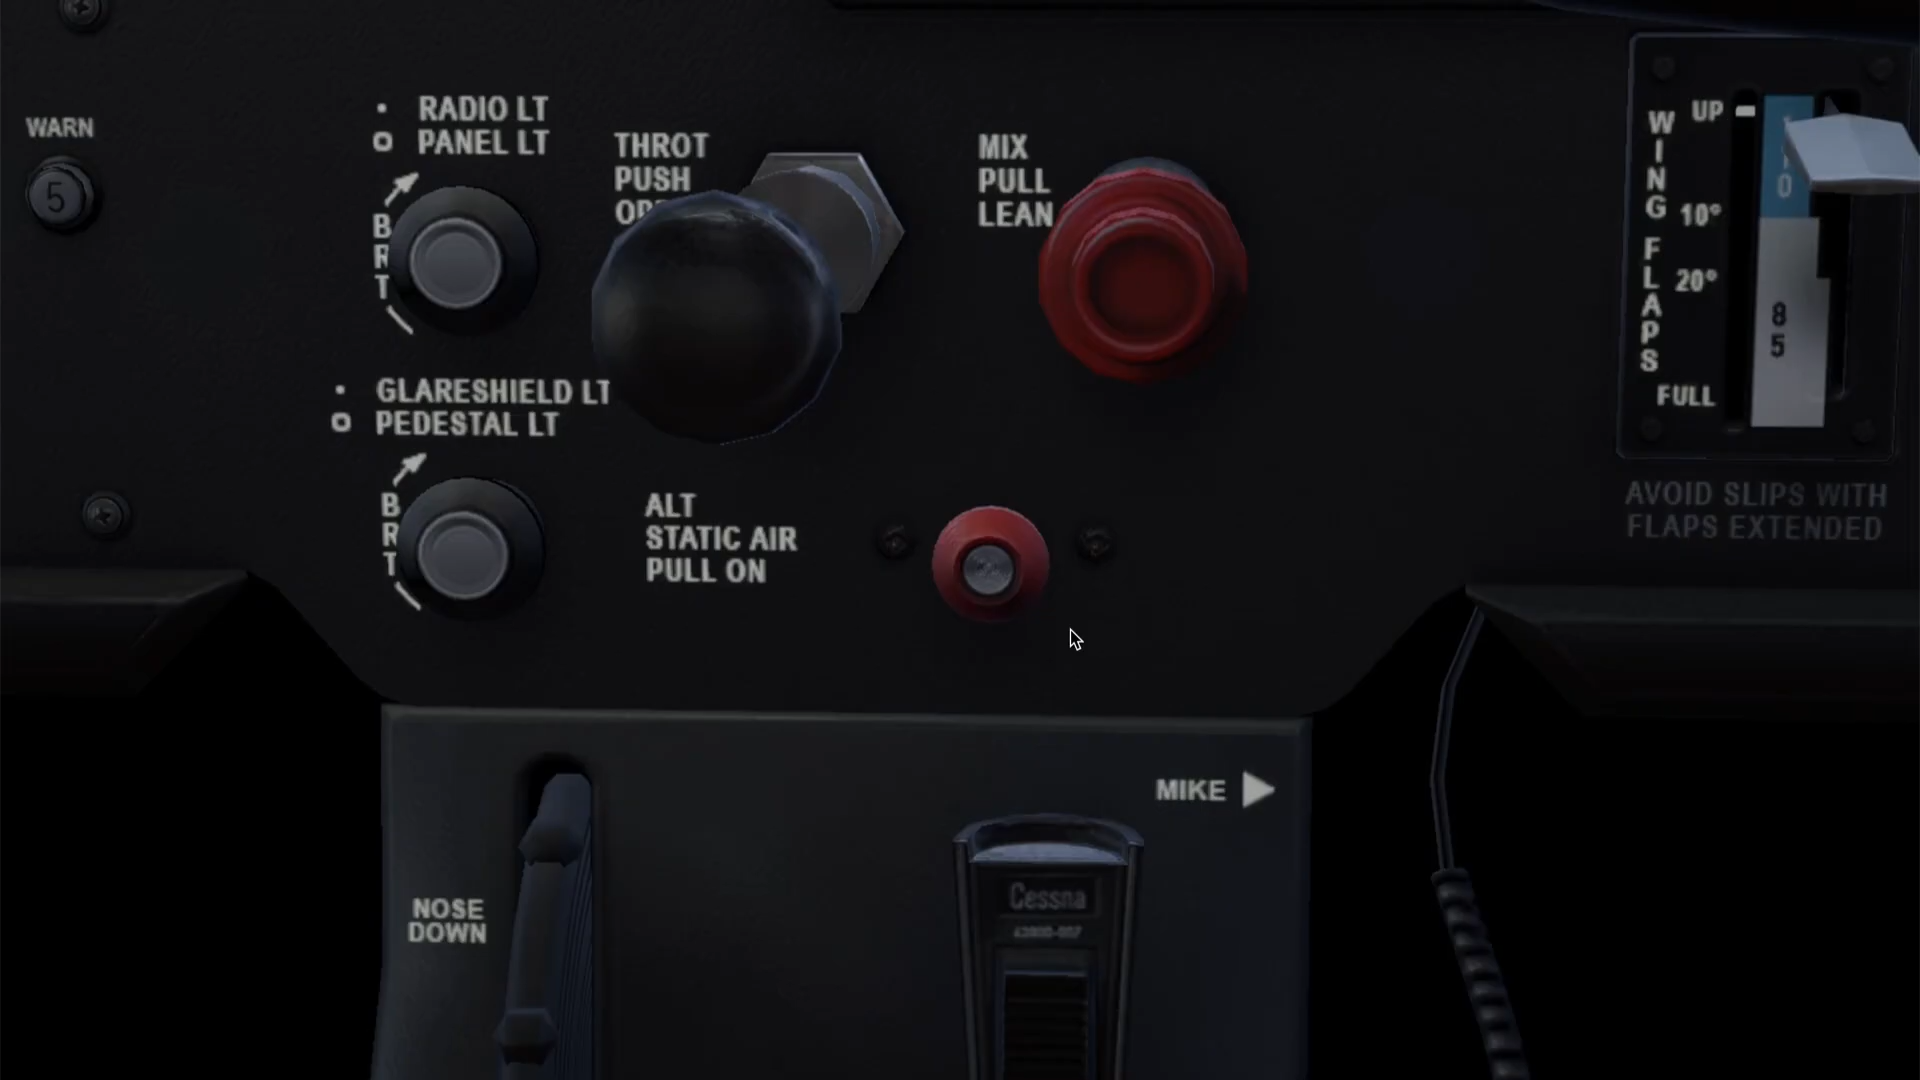 WARN
5
RADIO LT
PANEL LT
BRT
THROT
PUSH
MIX
PULL
LEAN
WING FLAPS
UP
10°
20°
FULL
110
85
AVOID SLIPS WITH
FLAPS EXTENDED
GLARESHIELD LT
PEDESTAL LT
BRT
ALT
STATIC AIR
PULL ON
MIKE
NOSE
DOWN
Cessna